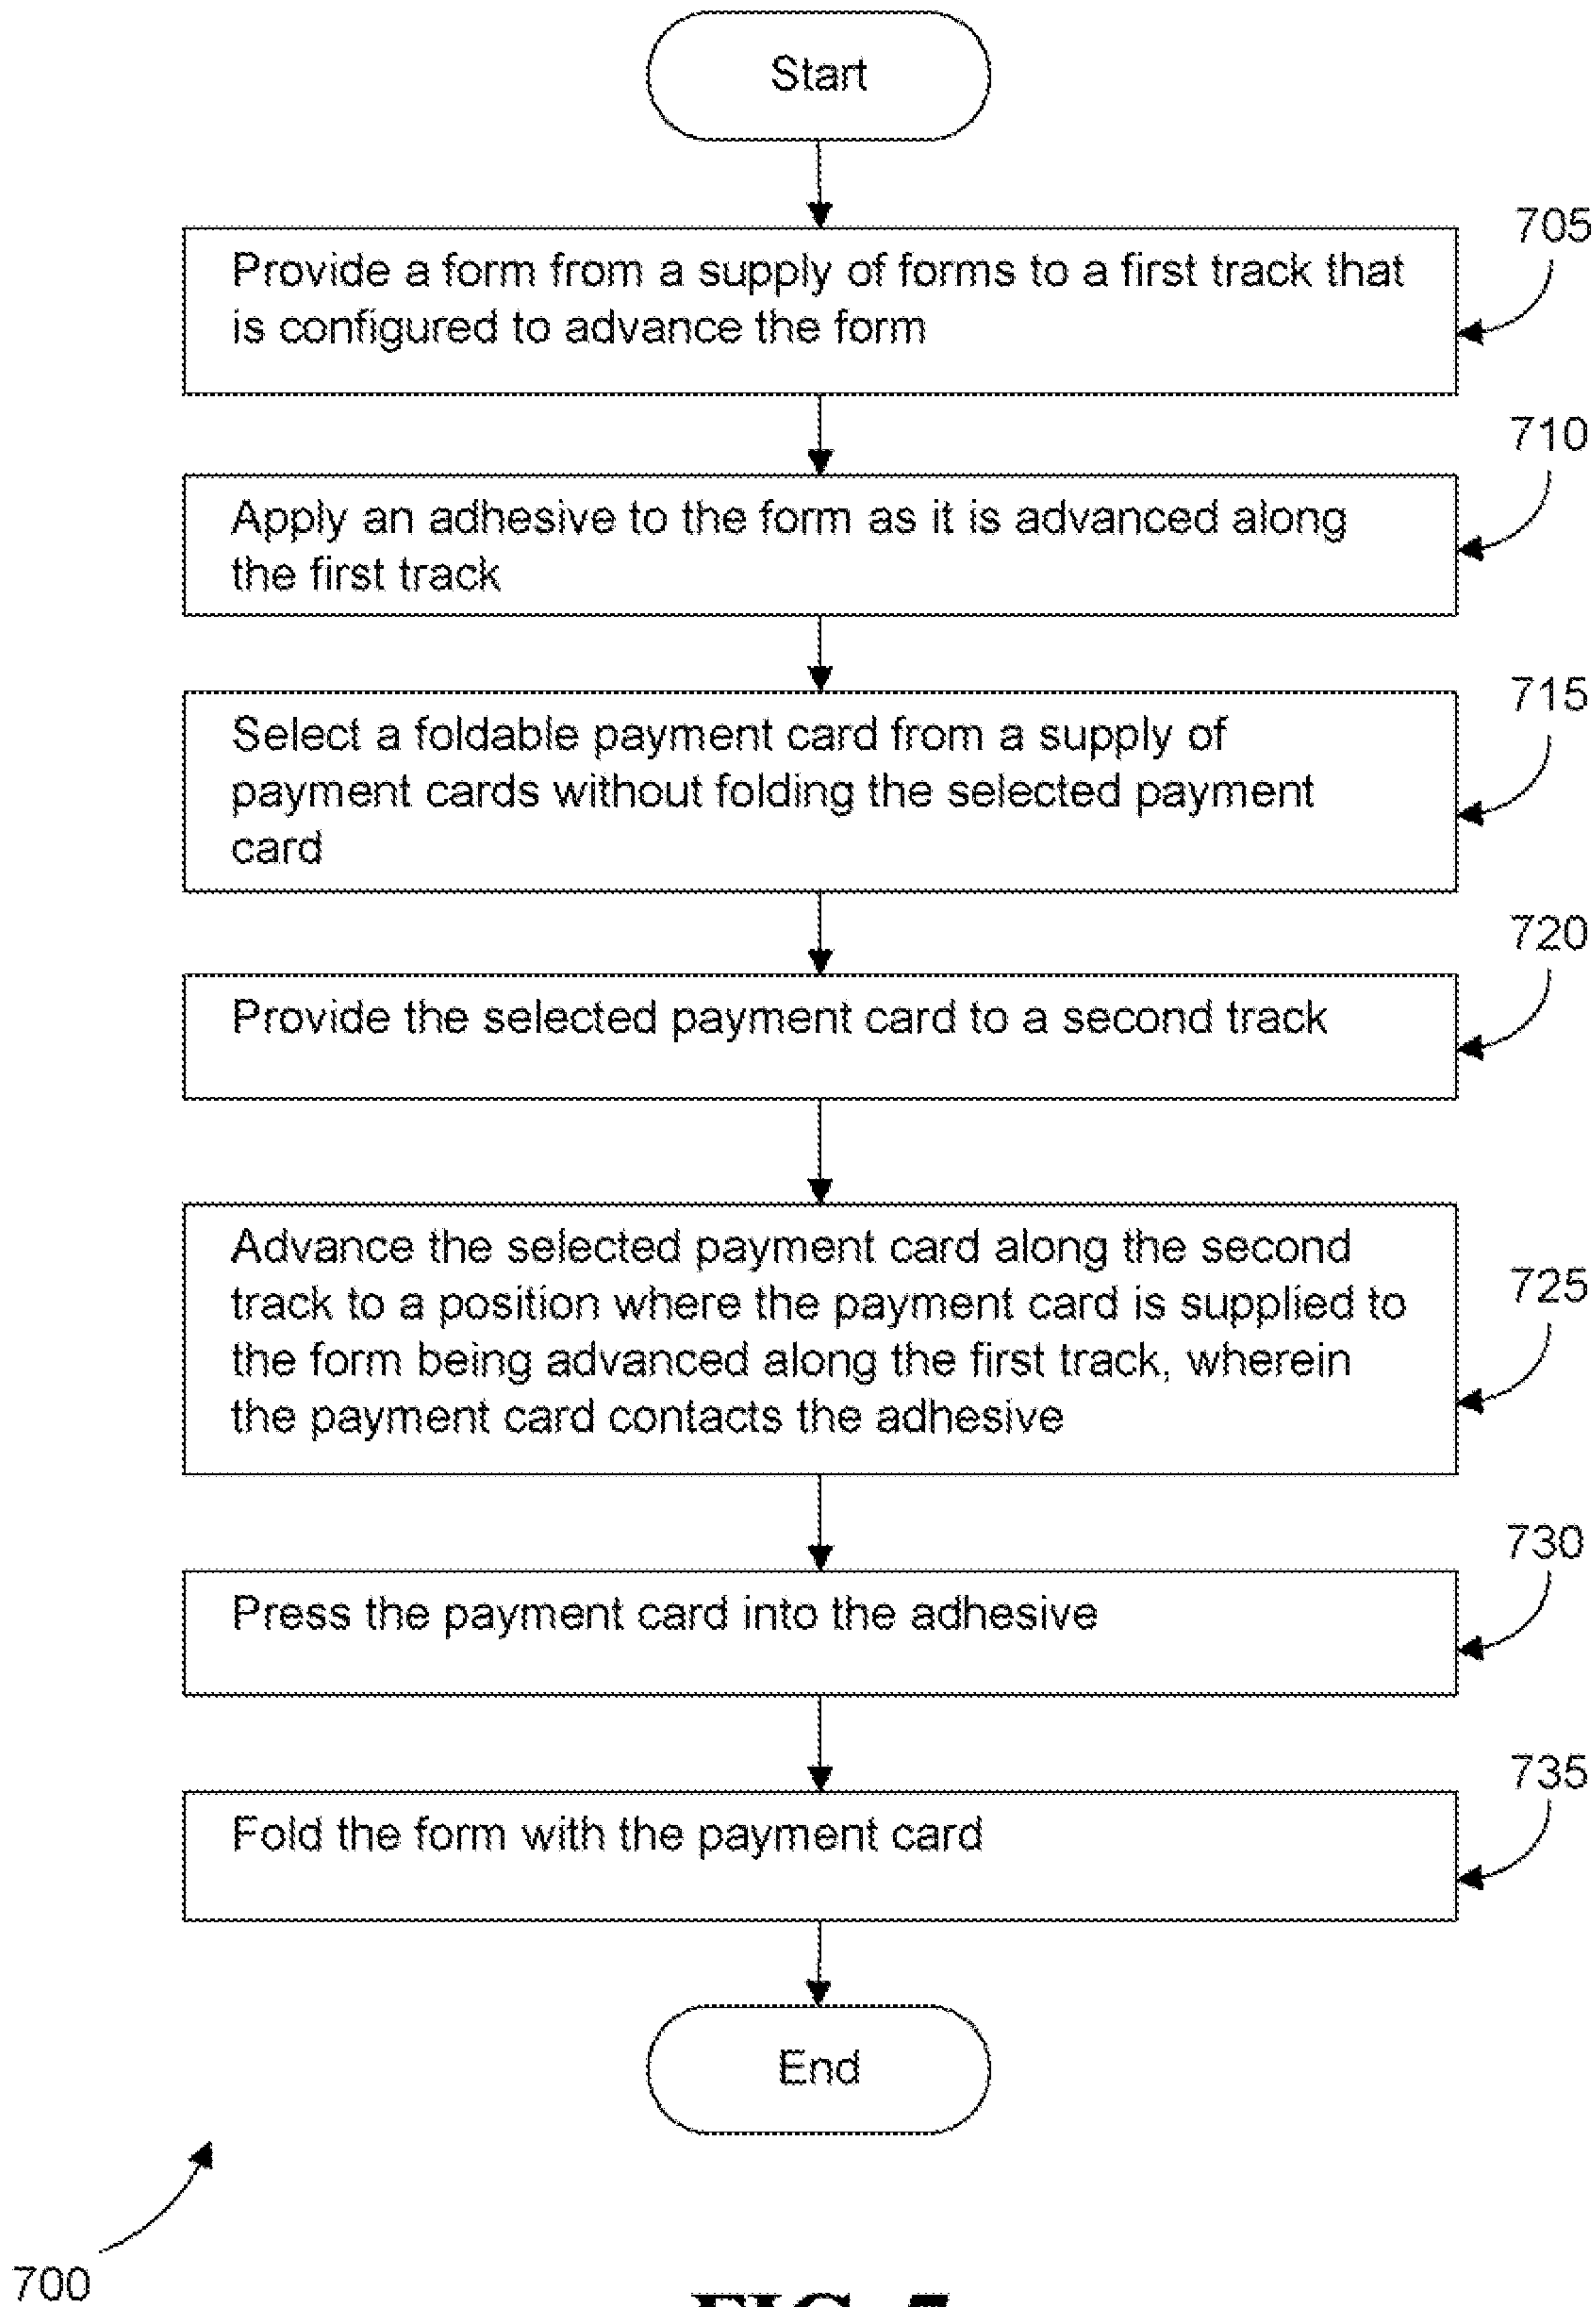 Start
705
Provide a form from a supply of forms to a first track that
is configured to advance the form
710
Apply an adhesive to the form as it is advanced along
the first track
715
Select a foldable payment card from a supply of
payment cards without folding the selected payment
card
720
Provide the selected payment card to a second track
Advance the selected payment card along the second
725
track to a position where the payment card is supplied to
the form being advanced along the first track, wherein
the payment card contacts the adhesive
730
Press the payment card into the adhesive
735
Fold the form with the payment card
End
700
FIG. 7